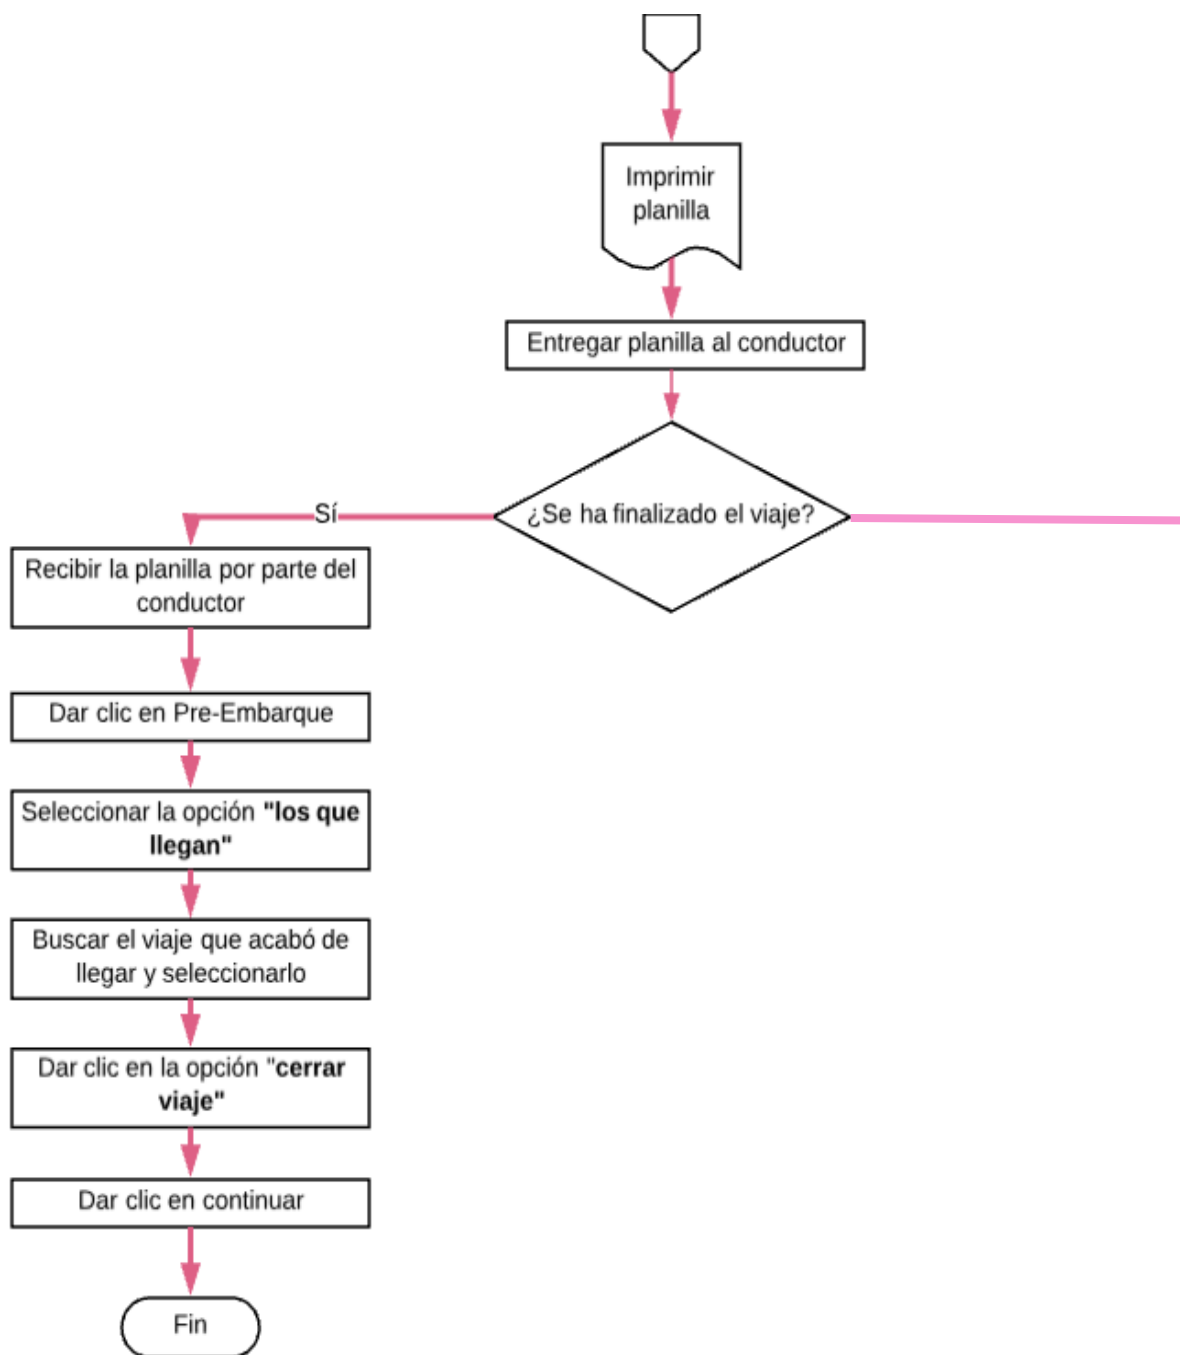 Imprimir
planilla
Entregar planilla al conductor
¿Se ha finalizado el viaje?
Sí
Recibir la planilla por parte del
conductor
Dar clic en Pre-Embarque
Seleccionar la opción "los que
llegan"
Buscar el viaje que acabó de
llegar y seleccionarlo
Dar clic en la opción "cerrar
viaje"
Dar clic en continuar
Fin